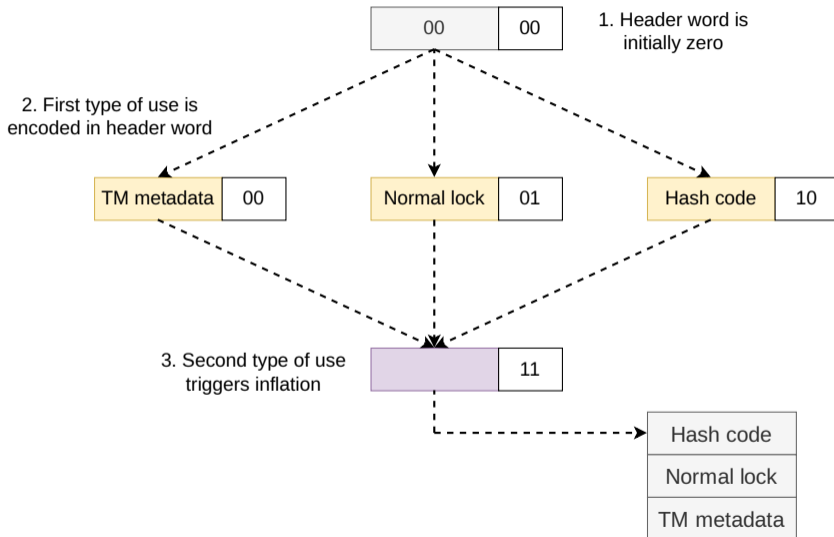 00 00
1. Header word is
initially zero
2. First type of use is
encoded in header word
TM metadata 00
Normal lock 01
Hash code 10
3. Second type of use
triggers inflation
11
Hash code
Normal lock
TM metadata